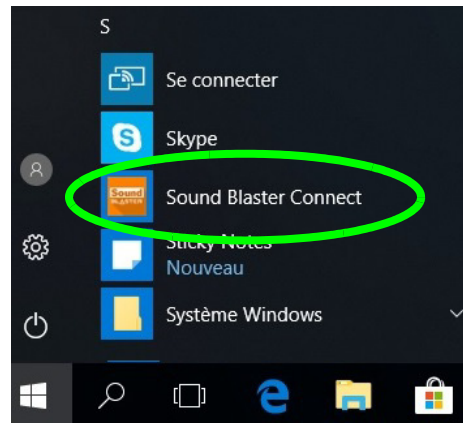 S
Se connecter
Skype
Sound
BLASTER
Sound Blaster Connect
Sticky Notes
Nouveau
Système Windows